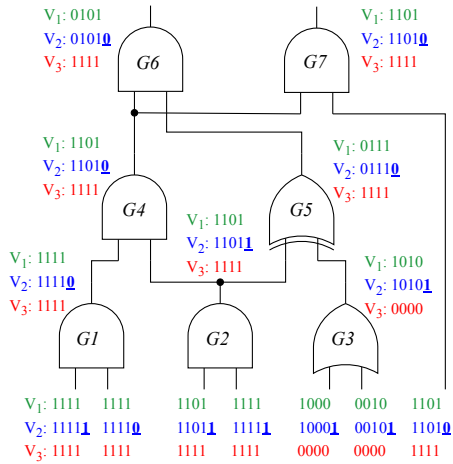 V1: 0101
V2: 01010
V3: 1111
G6
G7
V1: 1101
V2: 11010
V3: 1111
V1: 1101
V2: 11010
V3: 1111
G4
V1: 1101
V2: 11011
V3: 1111
G5
V1: 0111
V2: 01110
V3: 1111
V1: 1111
V2: 11110
V3: 1111
G1
G2
G3
V1: 1010
V2: 10101
V3: 0000
V1: 1111 1111 1101 1111 1000 0010 1101
V2: 11111 11110 11011 11111 10001 00101 11010
V3: 1111 1111 1111 1111 0000 0000 1111